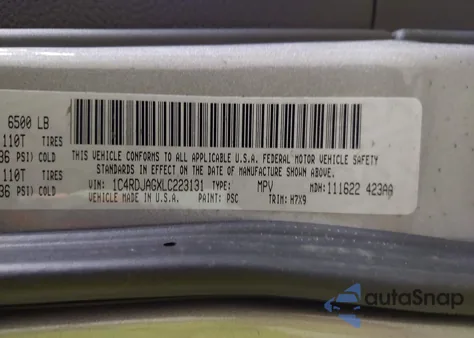 6500 LB
110T TIRES
36 PSI) COLD
110T TIRES
36 PSI) COLD
THIS VEHICLE CONFORMS TO ALL APPLICABLE U.S.A. FEDERAL MOTOR VEHICLE SAFETY
STANDARDS IN EFFECT ON THE DATE OF MANUFACTURE SHOWN ABOVE.
VIN: 1C4RDJAGXLC223131 TYPE: MPV MDH: 111622 423AA
VEHICLE MADE IN U.S.A. PAINT: PSC TRIM: H7X9
autoSnap